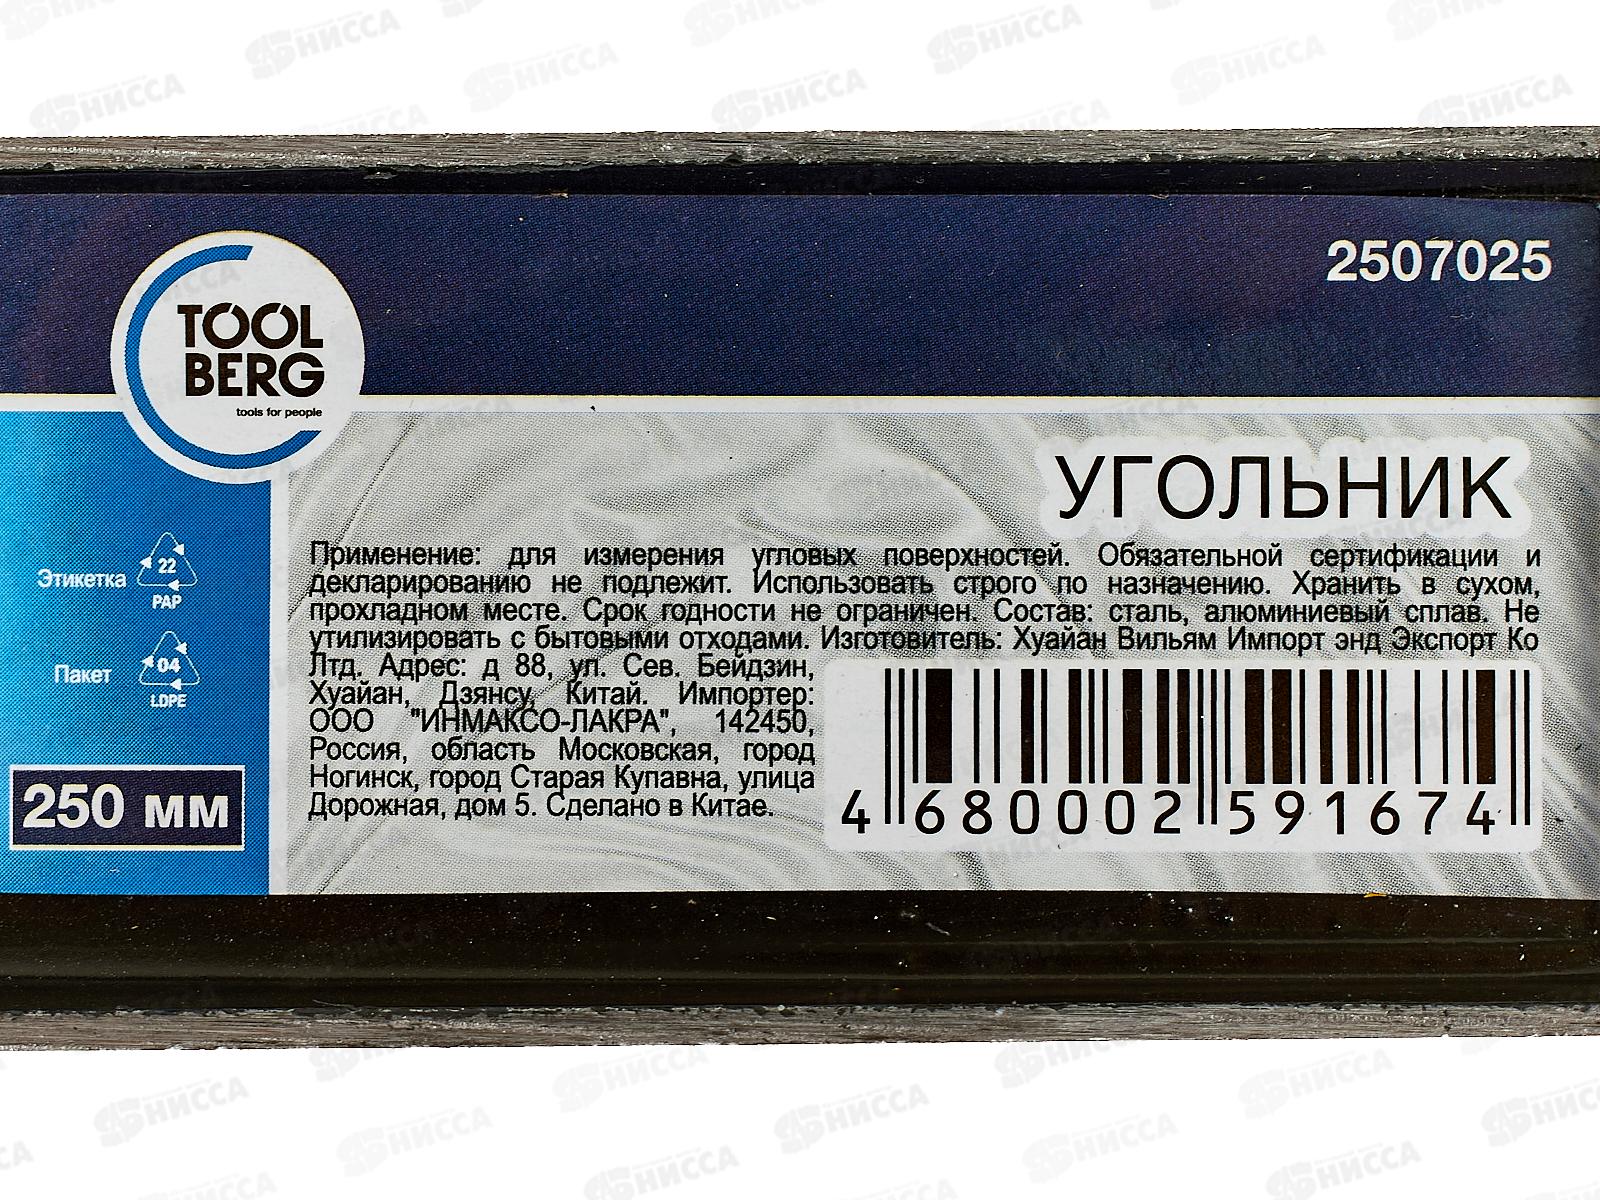 2507025
TOOL
BERG
tools for people
УГОЛЬНИК
Применение: для измерения угловых поверхностей. Обязательной сертификации и
декларированию не подлежит. Использовать строго по назначению. Хранить в сухом,
прохладном месте. Срок годности не ограничен. Состав: сталь, алюминиевый сплав. Не
утилизировать с бытовыми отходами. Изготовитель: Хуайан Вильям Импорт энд Экспорт Ко
Лтд. Адрес: д 88, ул. Сев. Бейдзин,
Хуайан, Дзянсу, Китай. Импортер:
ООО "ИНМАКСО-ЛАКРА", 142450,
Россия, область Московская, город
Ногинск, город Старая Купавна, улица
Дорожная, дом 5. Сделано в Китае.
Этикетка
22
PAP
Пакет
04
LDPE
250 мм
4 680002 591674